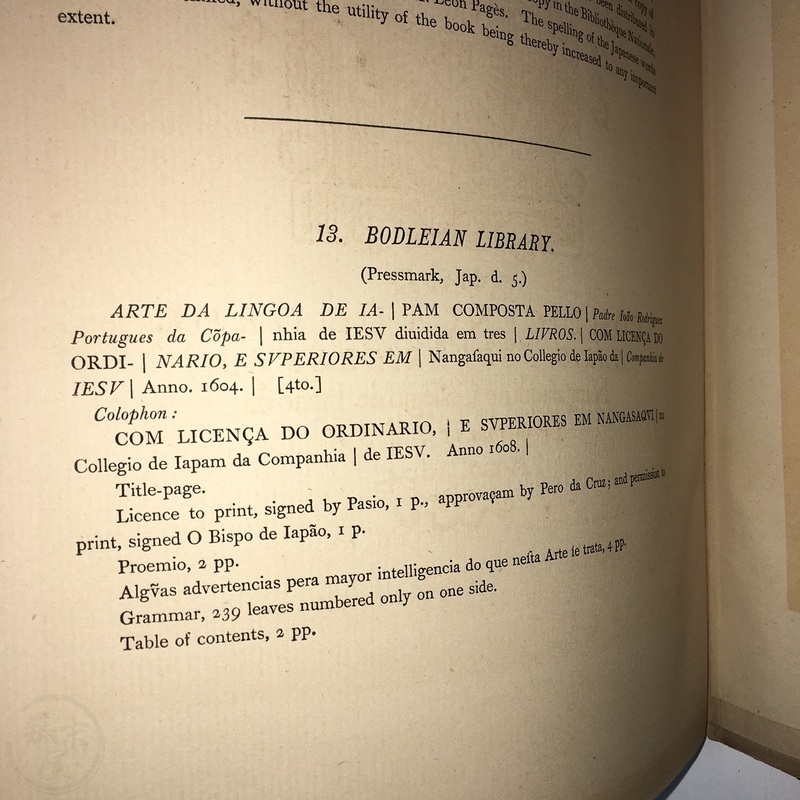 copy of
been distributed in
copy in the Bibliothèque Nationale,
Léon Pagès. The spelling of the Japanese words
without the utility of the book being thereby increased to any important
extent.
13. BODLEIAN LIBRARY.
(Pressmark, Jap. d. 5.)
ARTE DA LINGOA DE IA- | PAM COMPOSTA PELLO | Padre Ioão Rodriguez
Portugues da Cõpa- | nhia de IESV diuidida em tres | LIVROS. | COM LICENÇA DO
ORDI- | NARIO, E SVPERIORES EM | Nangaſaqui no Collegio de Iapão da | Companhia de
IESV | Anno. 1604. | [4to.]
Colophon :
COM LICENÇA DO ORDINARIO, | E SVPERIORES EM NANGASAQVI | no
Collegio de Iapam da Companhia | de IESV. Anno 1608. |
Title-page.
Licence to print, signed by Pasio, 1 p., approvaçam by Pero da Cruz ; and permission to
print, signed O Bispo de Iapão, 1 p.
Proemio, 2 pp.
Algṽas advertencias pera mayor intelligencia do que neſta Arte ſe trata, 4 pp.
Grammar, 239 leaves numbered only on one side.
Table of contents, 2 pp.